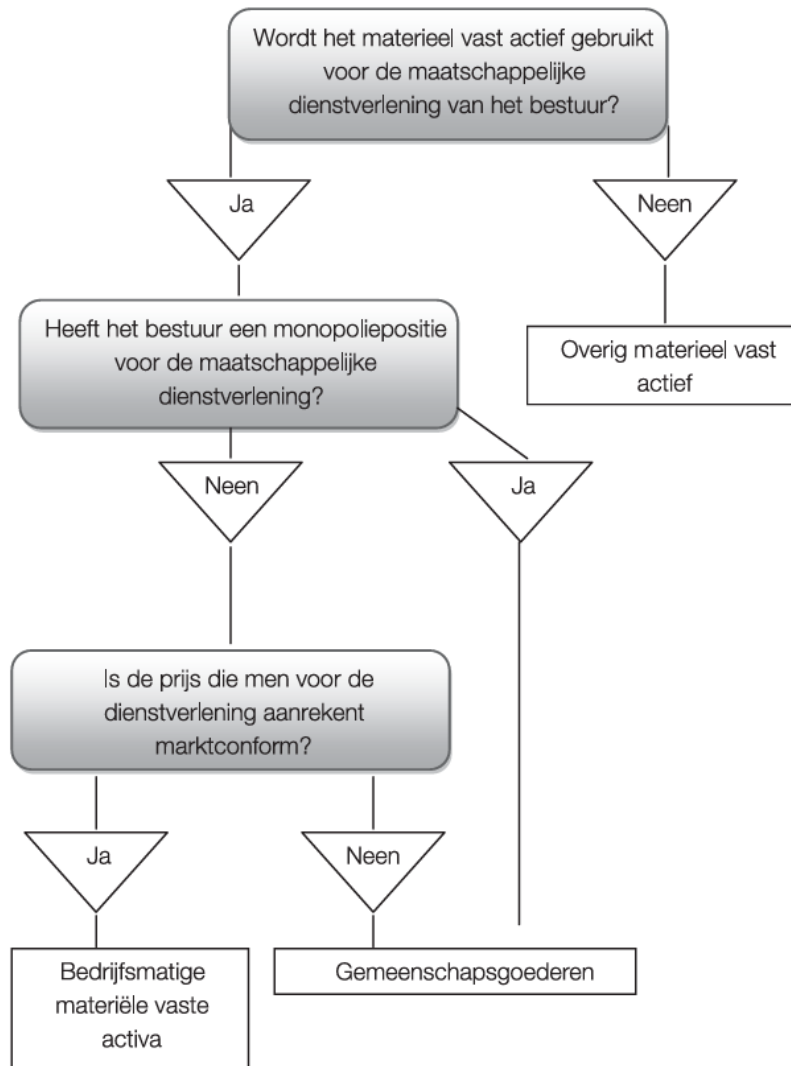 Wordt het materieel vast actief gebruikt
voor de maatschappelijke
dienstverlening van het bestuur?
Ja
Neen
Heeft het bestuur een monopoliepositie
voor de maatschappelijke
dienstverlening?
Overig materieel vast
actief
Neen
Ja
Is de prijs die men voor de
dienstverlening aanrekent
marktconform?
Ja
Neen
Bedrijfsmatige
materiële vaste
activa
Gemeenschapsgoederen